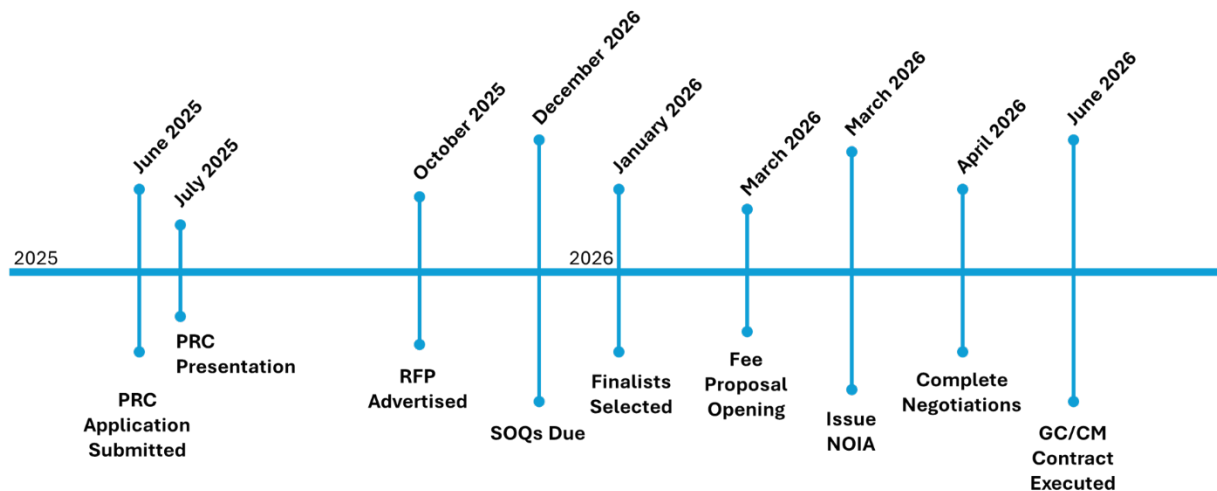 June 2025
July 2025
October 2025
December 2026
January 2026
March 2026
March 2026
April 2026
June 2026
2025
2026
PRC
Application
Submitted
PRC
Presentation
RFP
Advertised
SOQs Due
Finalists
Selected
Fee
Proposal
Opening
Issue
NOIA
Complete
Negotiations
GC/CM
Contract
Executed